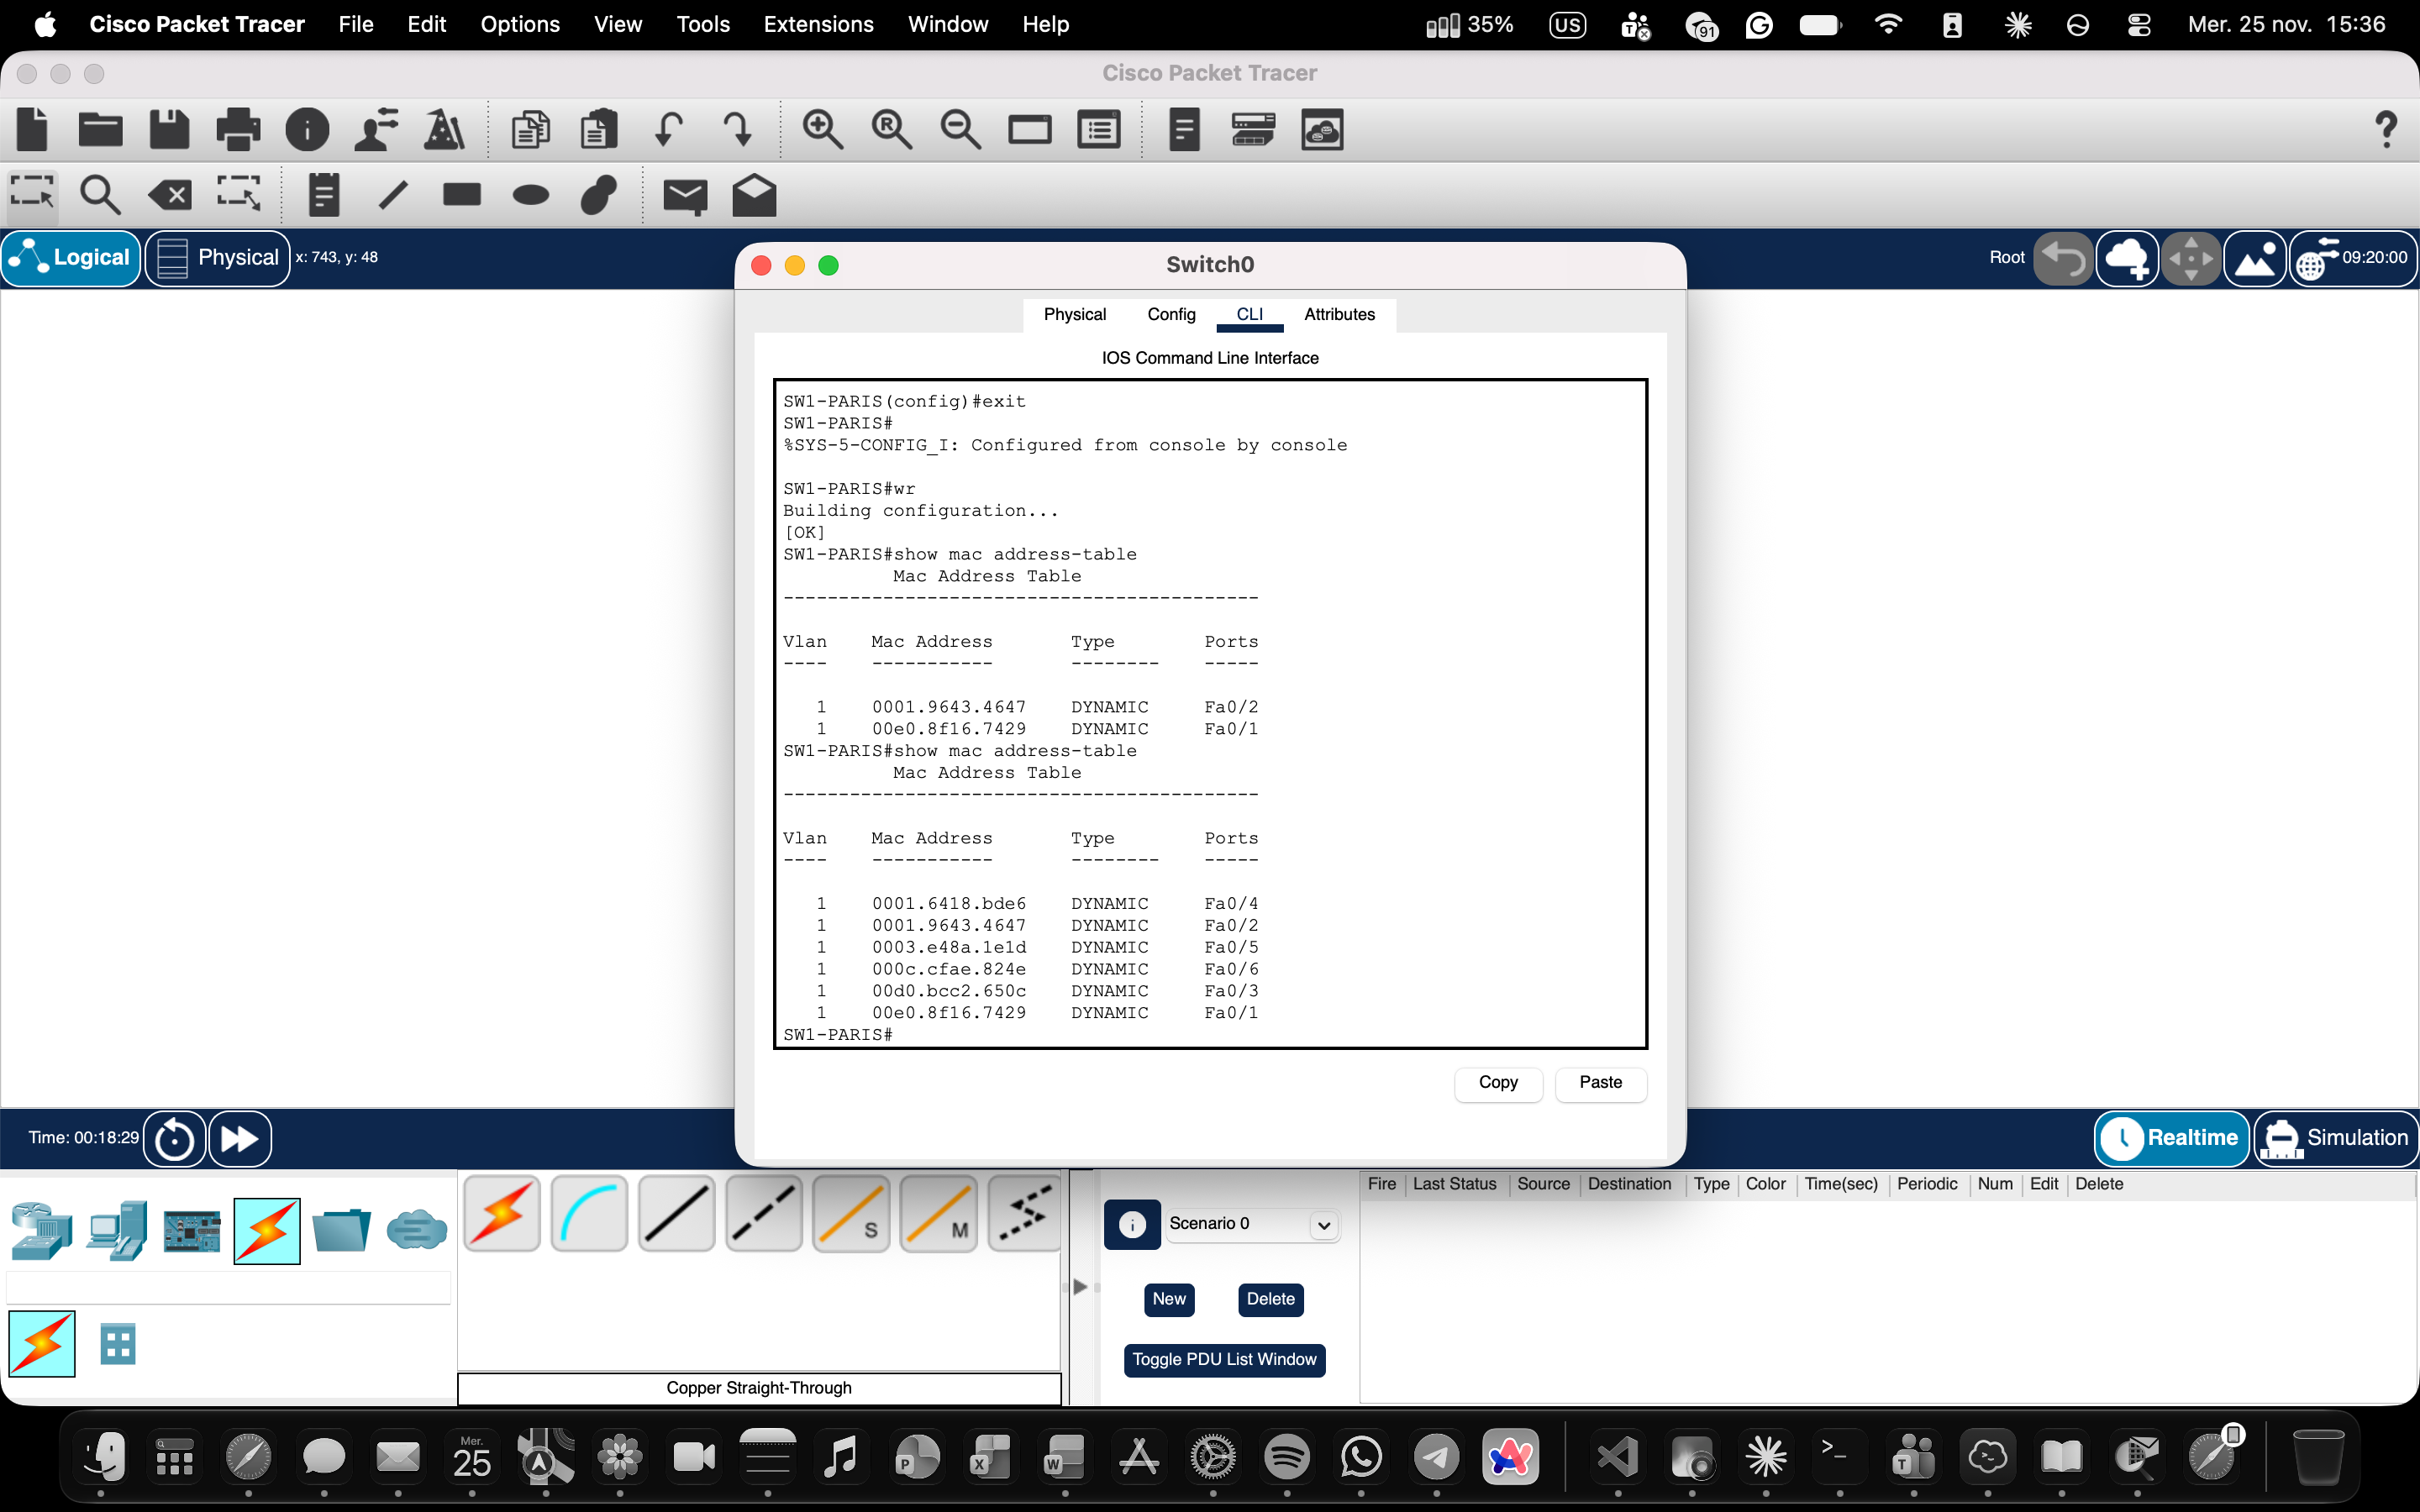 Cisco Packet Tracer File Edit Options View Tools Extensions Window Help 35% US 91 Mer. 25 nov. 15:36
Cisco Packet Tracer
Logical Physical x: 743, y: 48 Root 09:20:00
Switch0
Physical Config CLI Attributes
IOS Command Line Interface
SW1-PARIS(config)#exit
SW1-PARIS#
%SYS-5-CONFIG_I: Configured from console by console
SW1-PARIS#wr
Building configuration...
[OK]
SW1-PARIS#show mac address-table
Mac Address Table
-------------------------------------------
Vlan Mac Address Type Ports
---- ----------- -------- -----
1 0001.9643.4647 DYNAMIC Fa0/2
1 00e0.8f16.7429 DYNAMIC Fa0/1
SW1-PARIS#show mac address-table
Mac Address Table
-------------------------------------------
Vlan Mac Address Type Ports
---- ----------- -------- -----
1 0001.6418.bde6 DYNAMIC Fa0/4
1 0001.9643.4647 DYNAMIC Fa0/2
1 0003.e48a.1e1d DYNAMIC Fa0/5
1 000c.cfae.824e DYNAMIC Fa0/6
1 00d0.bcc2.650c DYNAMIC Fa0/3
1 00e0.8f16.7429 DYNAMIC Fa0/1
SW1-PARIS#
Copy Paste
Time: 00:18:29 Realtime Simulation
Fire Last Status Source Destination Type Color Time(sec) Periodic Num Edit Delete
S M
Scenario 0
New Delete
Toggle PDU List Window
Copper Straight-Through
Mer.
25